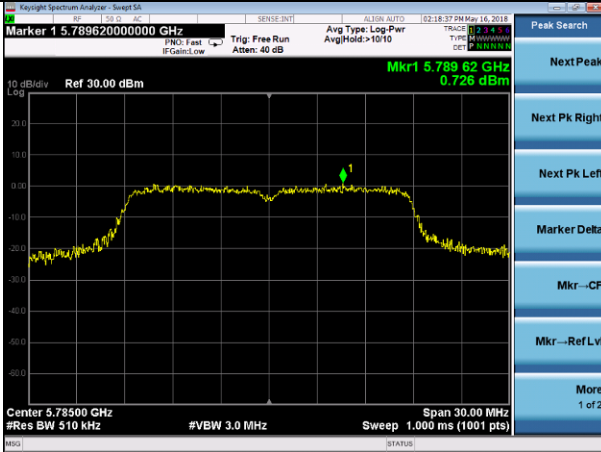 Keysight Spectrum Analyzer - Swept SA
RF 50 Ω AC SENSE:INT ALIGN AUTO 02:18:37 PM May 16, 2018
Marker 1 5.789620000000 GHz
PNO: Fast
IFGain:Low
Trig: Free Run
Atten: 40 dB
Avg Type: Log-Pwr
Avg|Hold:>10/10
TRACE 1 2 3 4 5 6
TYPE M W W W W W
DET P N N N N N
Peak Search
Mkr1 5.789 62 GHz
0.726 dBm
10 dB/div Ref 30.00 dBm
Log
20.0
10.0
0.00
-10.0
-20.0
-30.0
-40.0
-50.0
-60.0
1
Center 5.78500 GHz Span 30.00 MHz
#Res BW 510 kHz #VBW 3.0 MHz Sweep 1.000 ms (1001 pts)
MSG STATUS
Next Peak
Next Pk Right
Next Pk Left
Marker Delta
Mkr→CF
Mkr→Ref Lvl
More
1 of 2